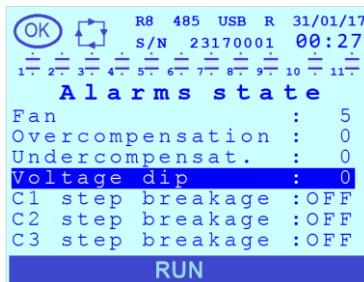 OK R8 485 USB R 31/01/17
S/N 23170001 00:27
1 2 3 4 5 6 7 8 9 10 11
Alarms state
Fan : 5
Overcompensation : 0
Undercompensat. : 0
Voltage dip : 0
C1 step breakage :OFF
C2 step breakage :OFF
C3 step breakage :OFF
RUN